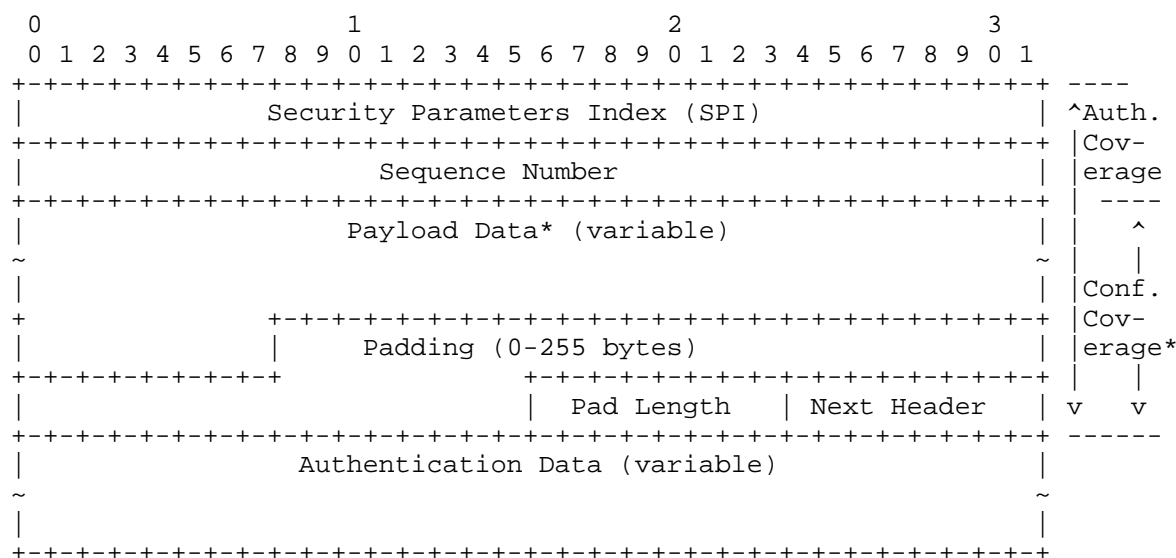 0                   1                   2                   3
 0 1 2 3 4 5 6 7 8 9 0 1 2 3 4 5 6 7 8 9 0 1 2 3 4 5 6 7 8 9 0 1
+-+-+-+-+-+-+-+-+-+-+-+-+-+-+-+-+-+-+-+-+-+-+-+-+-+-+-+-+-+-+-+-+ ----
|               Security Parameters Index (SPI)                 | ^Auth.
+-+-+-+-+-+-+-+-+-+-+-+-+-+-+-+-+-+-+-+-+-+-+-+-+-+-+-+-+-+-+-+-+ |Cov-
|                      Sequence Number                          | |erage
+-+-+-+-+-+-+-+-+-+-+-+-+-+-+-+-+-+-+-+-+-+-+-+-+-+-+-+-+-+-+-+-+ | ----
|                    Payload Data* (variable)                   | |   ^
~                                                               ~ |   |
|                                                               | |Conf.
+               +-+-+-+-+-+-+-+-+-+-+-+-+-+-+-+-+-+-+-+-+-+-+-+-+ |Cov-
|               |     Padding (0-255 bytes)                     | |erage*
+-+-+-+-+-+-+-+-+               +-+-+-+-+-+-+-+-+-+-+-+-+-+-+-+-+ |   |
|                               |  Pad Length   | Next Header   | v   v
+-+-+-+-+-+-+-+-+-+-+-+-+-+-+-+-+-+-+-+-+-+-+-+-+-+-+-+-+-+-+-+-+ ------
|                 Authentication Data (variable)                |
~                                                               ~
|                                                               |
+-+-+-+-+-+-+-+-+-+-+-+-+-+-+-+-+-+-+-+-+-+-+-+-+-+-+-+-+-+-+-+-+